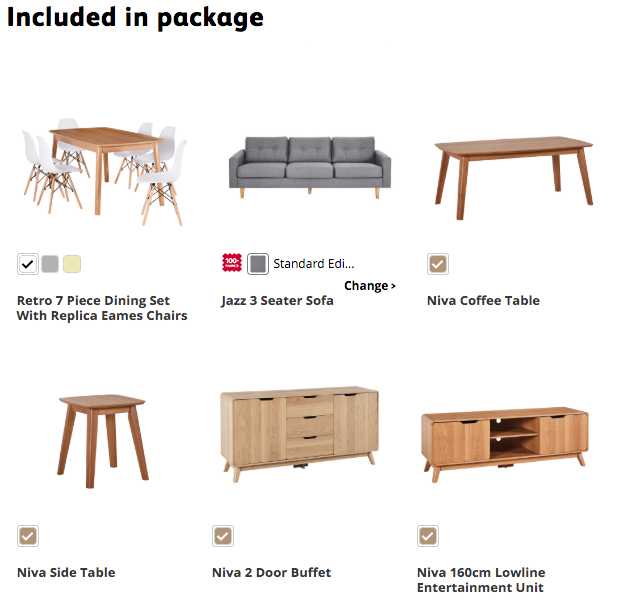 Included in package
100+
FABRICS
Standard Edi...
Change >
Retro 7 Piece Dining Set
With Replica Eames Chairs
Jazz 3 Seater Sofa
Niva Coffee Table
Niva Side Table
Niva 2 Door Buffet
Niva 160cm Lowline
Entertainment Unit